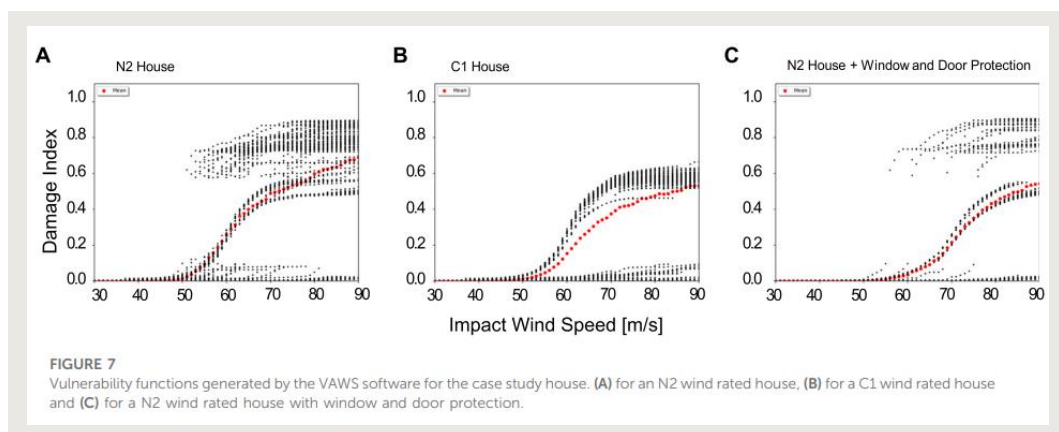 A
N2 House
B
C1 House
C
N2 House + Window and Door Protection
Damage Index
Mean
1.0
0.8
0.6
0.4
0.2
0.0
30 40 50 60 70 80 90
Mean
1.0
0.8
0.6
0.4
0.2
0.0
30 40 50 60 70 80 90
Mean
1.0
0.8
0.6
0.4
0.2
0.0
30 40 50 60 70 80 90
Impact Wind Speed [m/s]
FIGURE 7
Vulnerability functions generated by the VAWS software for the case study house. (A) for an N2 wind rated house, (B) for a C1 wind rated house
and (C) for a N2 wind rated house with window and door protection.